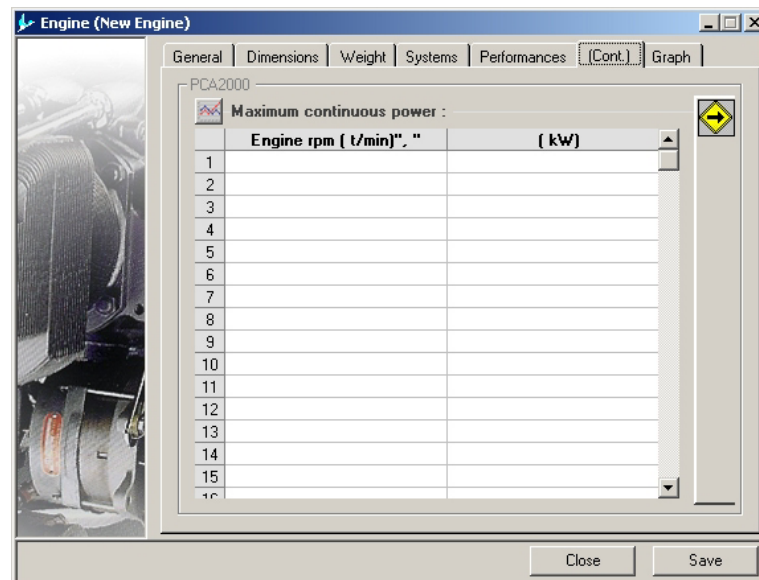 Engine (New Engine)
General Dimensions Weight Systems Performances (Cont.) Graph
PCA2000
Maximum continuous power :
Engine rpm ( t/min)", " ( kW)
1
2
3
4
5
6
7
8
9
10
11
12
13
14
15
16
Close Save